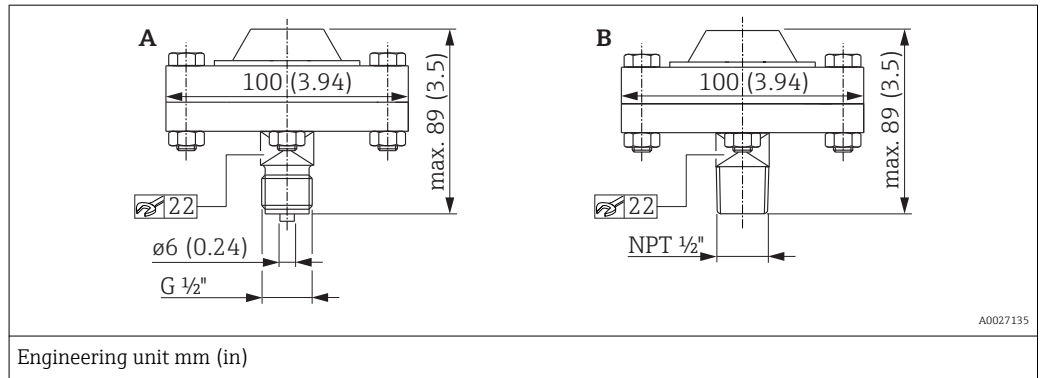 A
100 (3.94)
max. 89 (3.5)
22
ø6 (0.24)
G ½"
B
100 (3.94)
max. 89 (3.5)
22
NPT ½"
A0027135
Engineering unit mm (in)